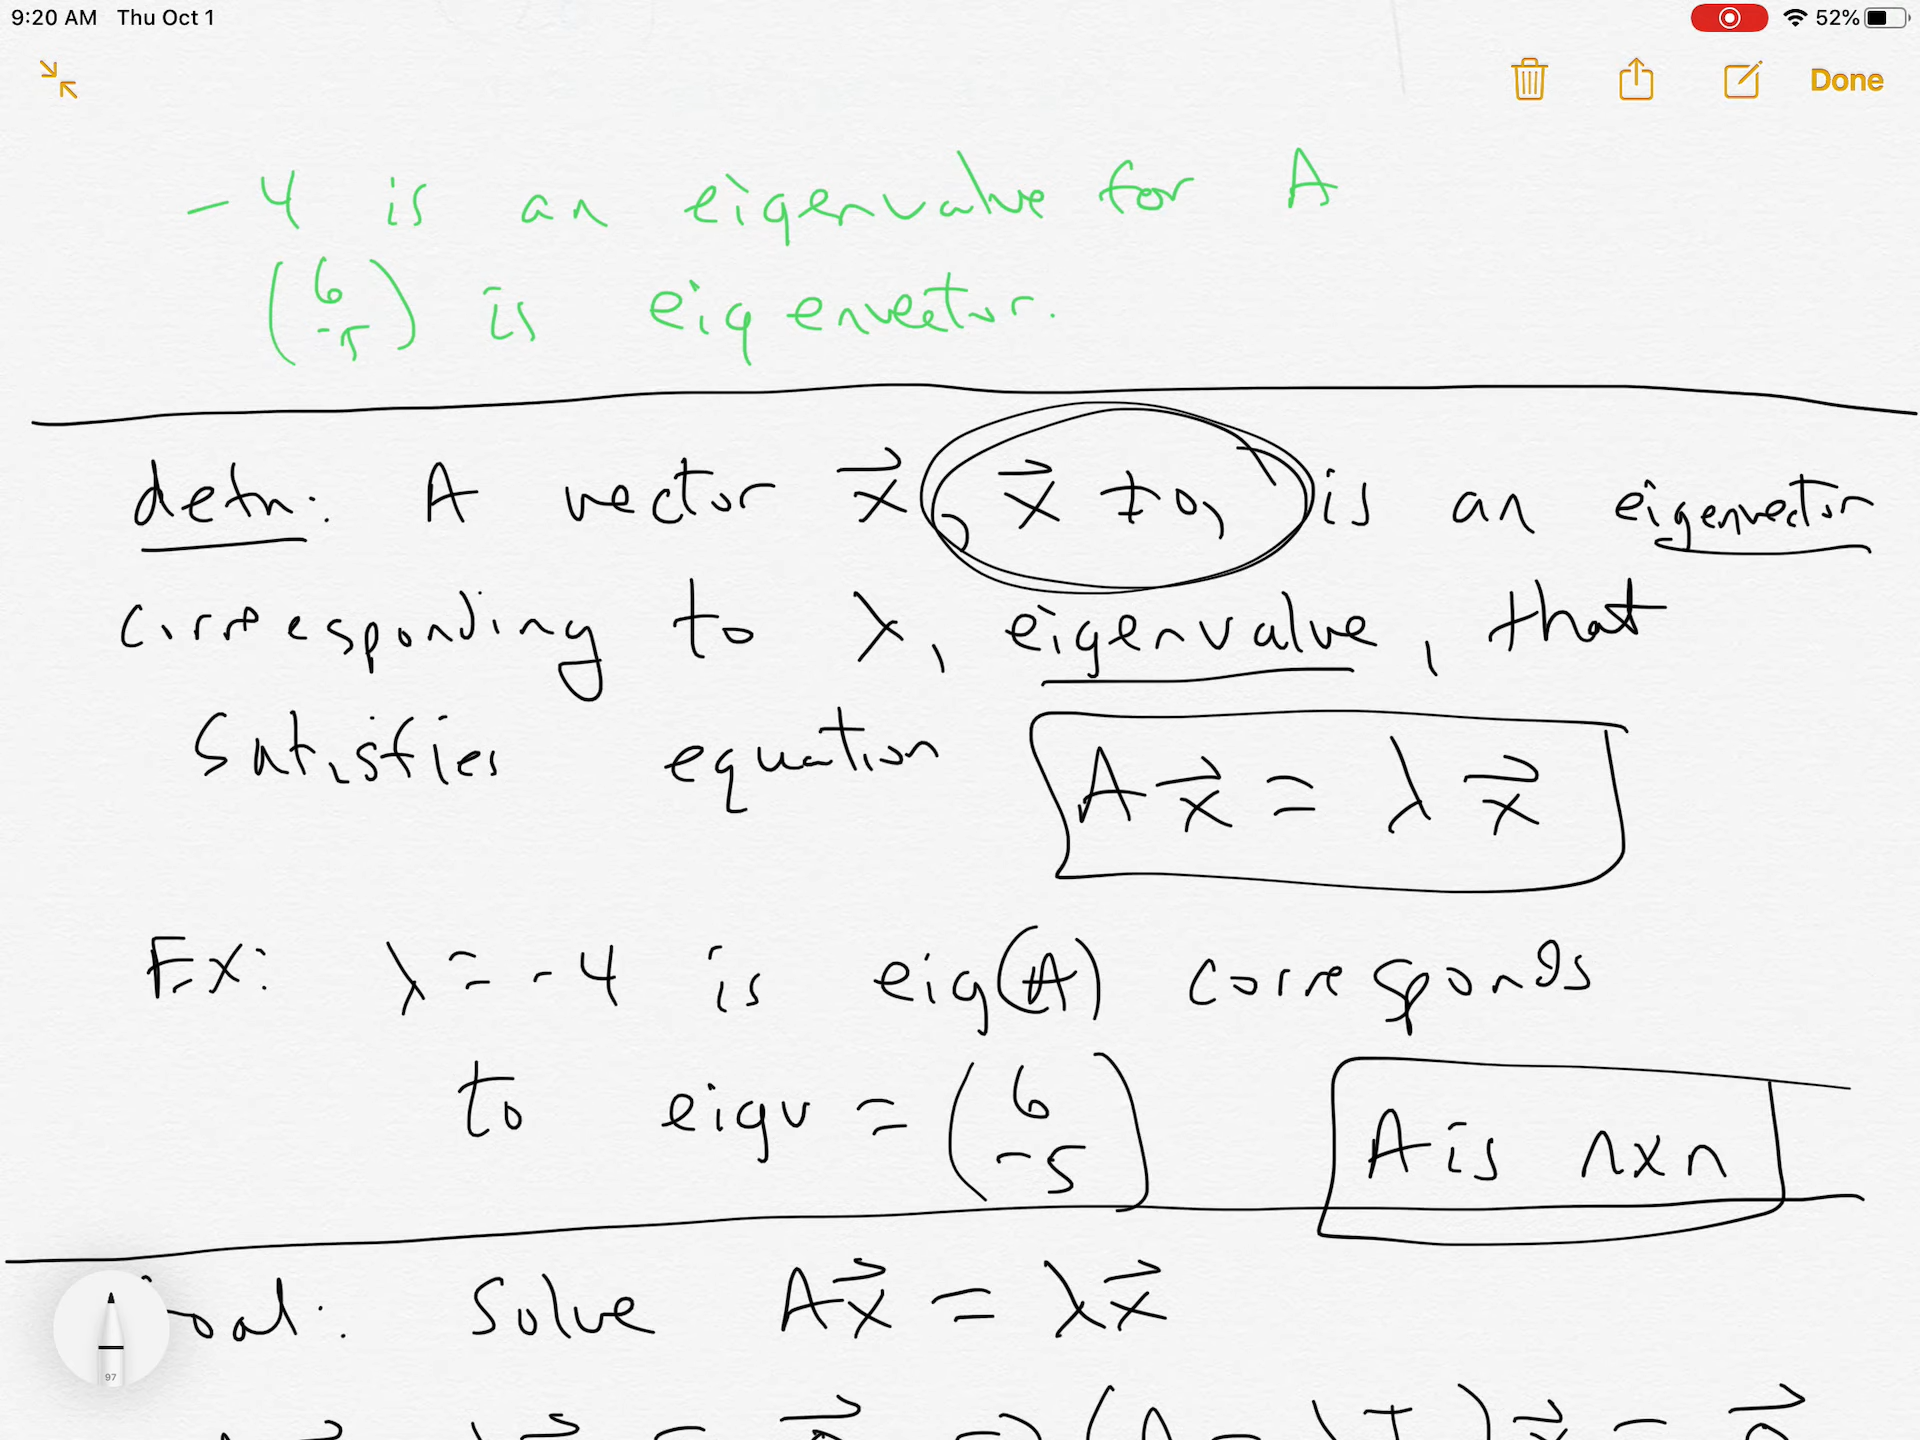 9:20 AM Thu Oct 1
52%
Done
-4 is an eigenvalue for A
(6 -5) is eigenvector.
defn: A vector x⃗, x⃗ ≠ 0, is an eigenvector
corresponding to λ, eigenvalue, that
satisfies equation Ax⃗ = λx⃗
Ex: λ = -4 is eig(A) corresponds
to eigv = (6 -5)
A is n×n
oal: Solve Ax⃗ = λx⃗